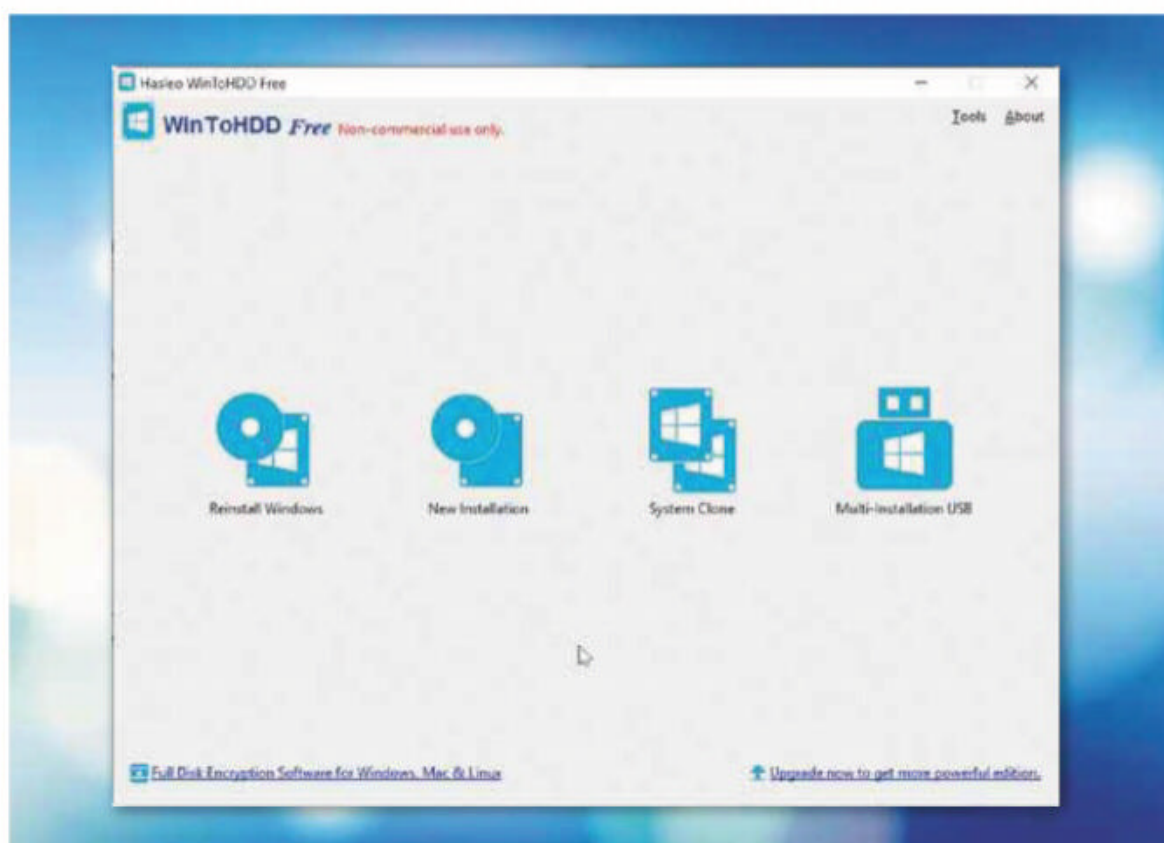 Hasleo WinToHDD Free
WinToHDD Free Non-commercial use only.
Tools About
Reinstall Windows
New Installation
System Clone
Multi-Installation USB
Full Disk Encryption Software for Windows, Mac & Linux
Upgrade now to get more powerful edition.